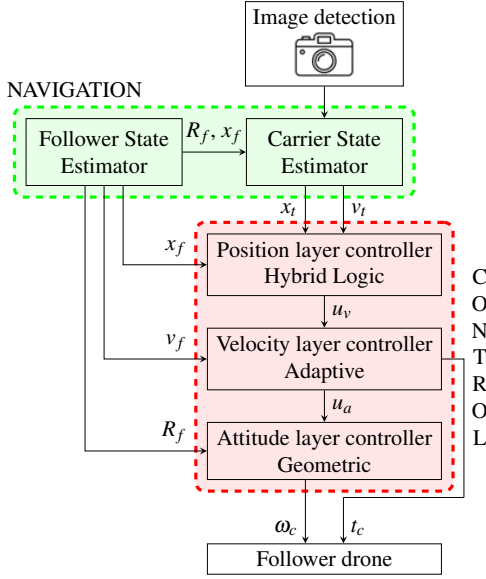 Image detection
NAVIGATION
Follower State
Estimator
R_f, x_f
Carrier State
Estimator
x_t
v_t
x_f
Position layer controller
Hybrid Logic
u_v
v_f
Velocity layer controller
Adaptive
u_a
R_f
Attitude layer controller
Geometric
C
O
N
T
R
O
L
ω_c
t_c
Follower drone